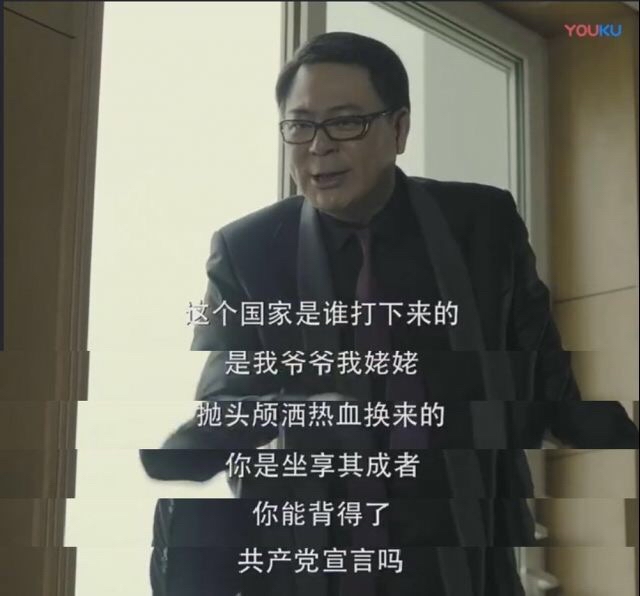 YOUKU
这个国家是谁打下来的
是我爷爷我姥姥
抛头颅洒热血换来的
你是坐享其成者
你能背得了
共产党宣言吗